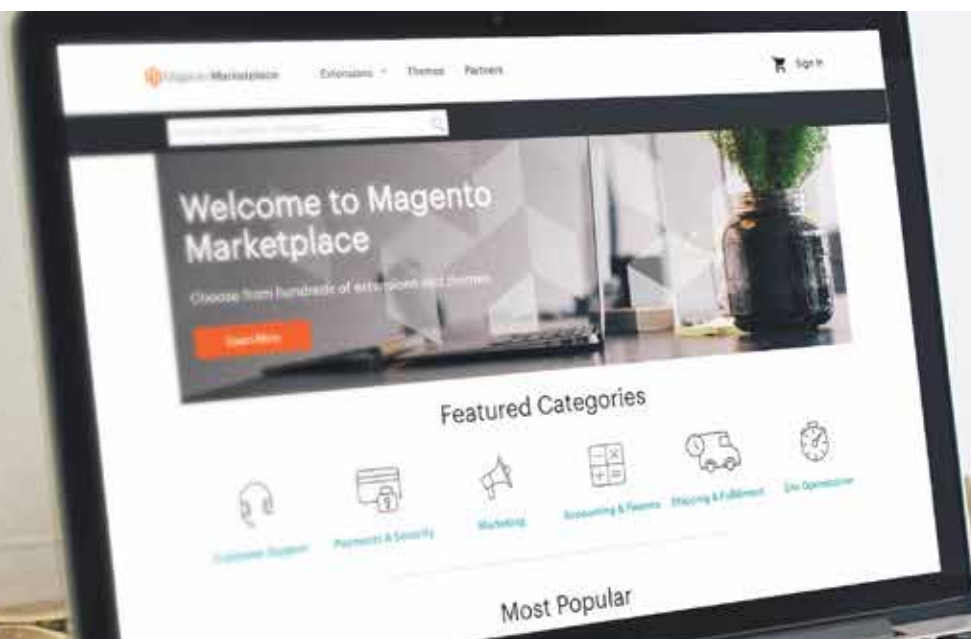 Magento Marketplace Extensions Themes Partners Sign In
Welcome to Magento
Marketplace
Choose from hundreds of extensions and themes
Learn More
Featured Categories
Customer Support Payments & Security Marketing Accounting & Finance Shipping & Fulfillment Site Optimization
Most Popular